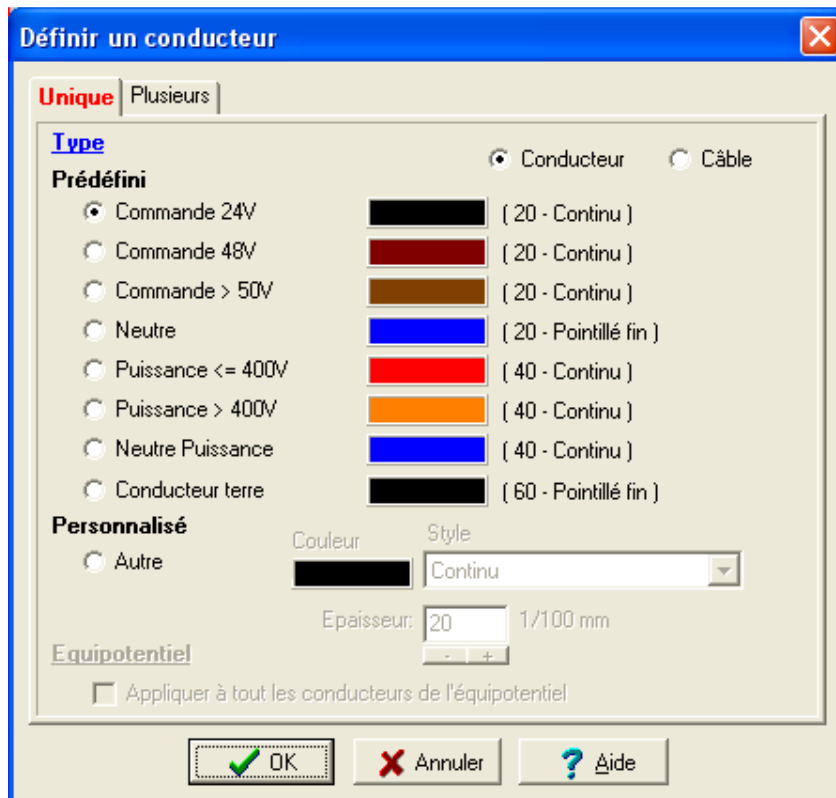 Définir un conducteur
Unique Plusieurs
Type
Conducteur Câble
Prédéfini
Commande 24V ( 20 - Continu )
Commande 48V ( 20 - Continu )
Commande > 50V ( 20 - Continu )
Neutre ( 20 - Pointillé fin )
Puissance <= 400V ( 40 - Continu )
Puissance > 400V ( 40 - Continu )
Neutre Puissance ( 40 - Continu )
Conducteur terre ( 60 - Pointillé fin )
Personnalisé
Couleur Style
Autre Continu
Epaisseur: 20 1/100 mm
- +
Equipotentiel
Appliquer à tout les conducteurs de l'équipotentiel
OK Annuler ? Aide